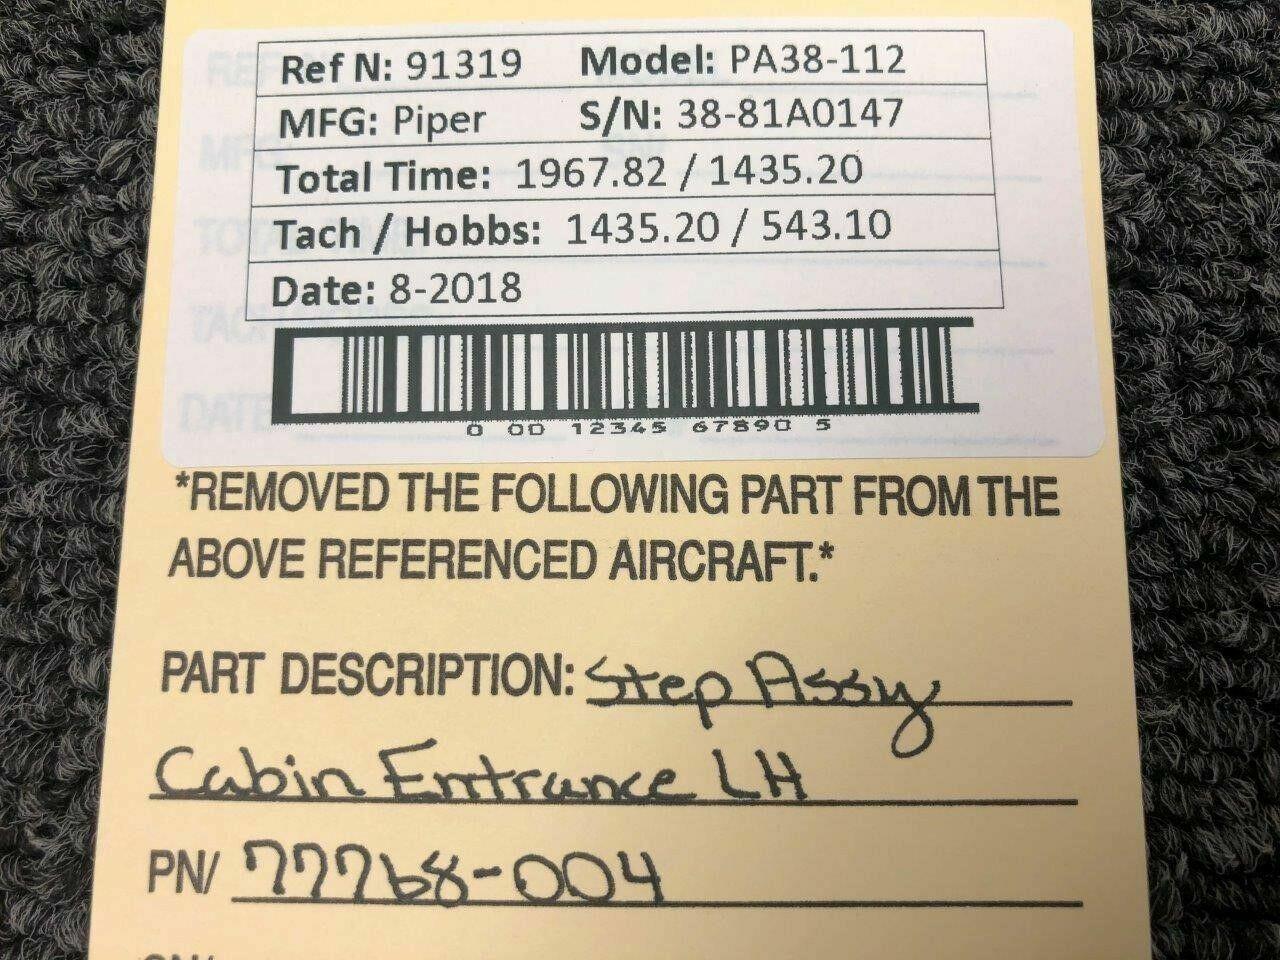 Ref N: 91319 Model: PA38-112
MFG: Piper S/N: 38-81A0147
Total Time: 1967.82 / 1435.20
Tach / Hobbs: 1435.20 / 543.10
Date: 8-2018
0 00 12345 67890 5
*REMOVED THE FOLLOWING PART FROM THE
ABOVE REFERENCED AIRCRAFT.*
PART DESCRIPTION: Step Assy
Cabin Entrance LH
PN/ 77768-004